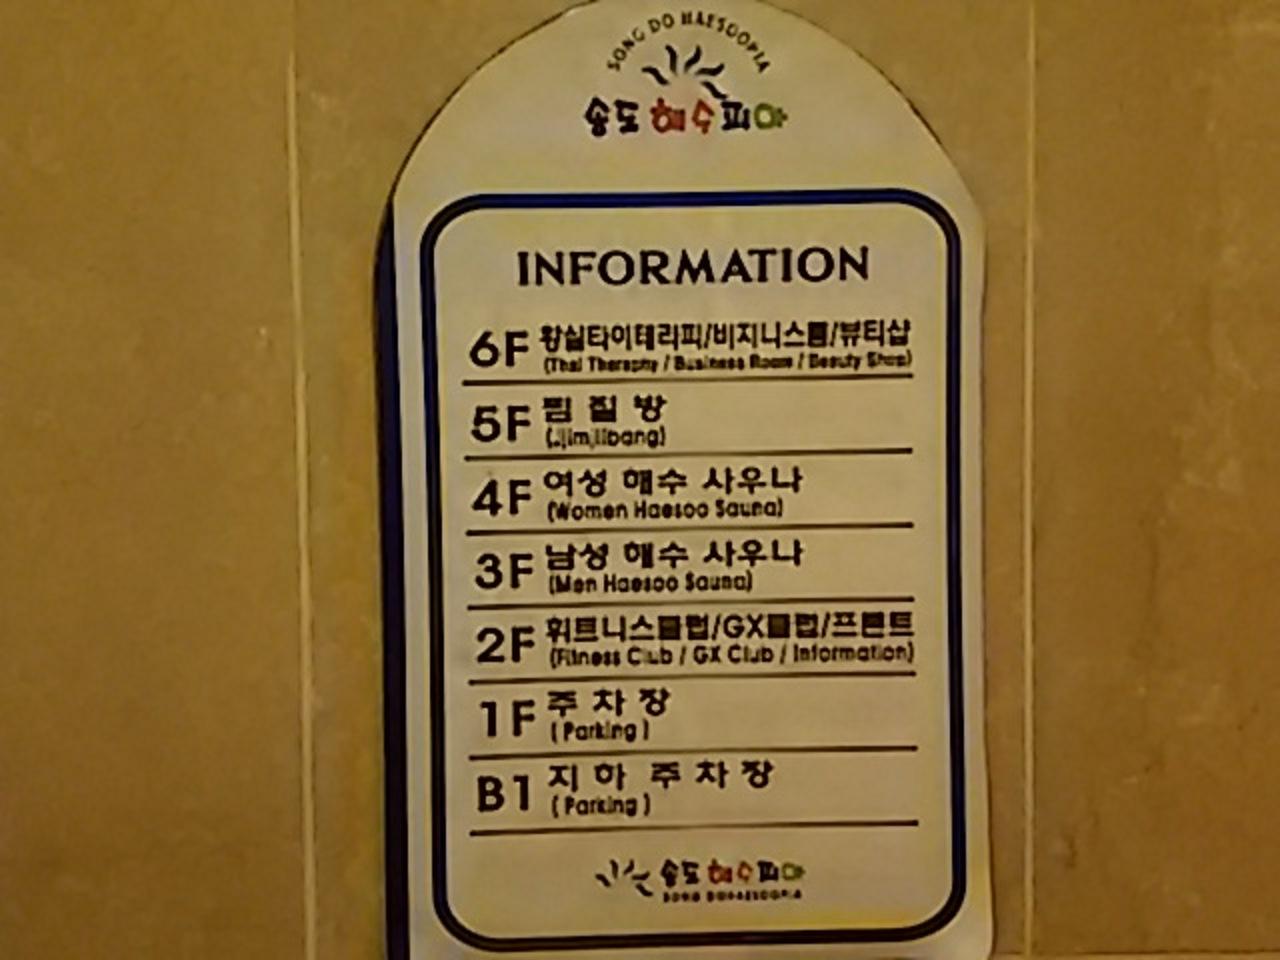 SONG DO HAESOOPIA
송도해수피아
INFORMATION
6F 황실타이테라피/비지니스룸/뷰티샵
(Thai Theraphy / Business Room / Beauty Shop)
5F 찜 질 방
(Jjimjilbang)
4F 여성 해수 사우나
(Women Haesoo Sauna)
3F 남성 해수 사우나
(Men Haesoo Sauna)
2F 휘트니스클럽/GX클럽/프론트
(Fitness Club / GX Club / Information)
1F 주 차 장
( Parking )
B1 지 하 주 차 장
( Parking )
송도해수피아
SONG DO HAESOOPIA